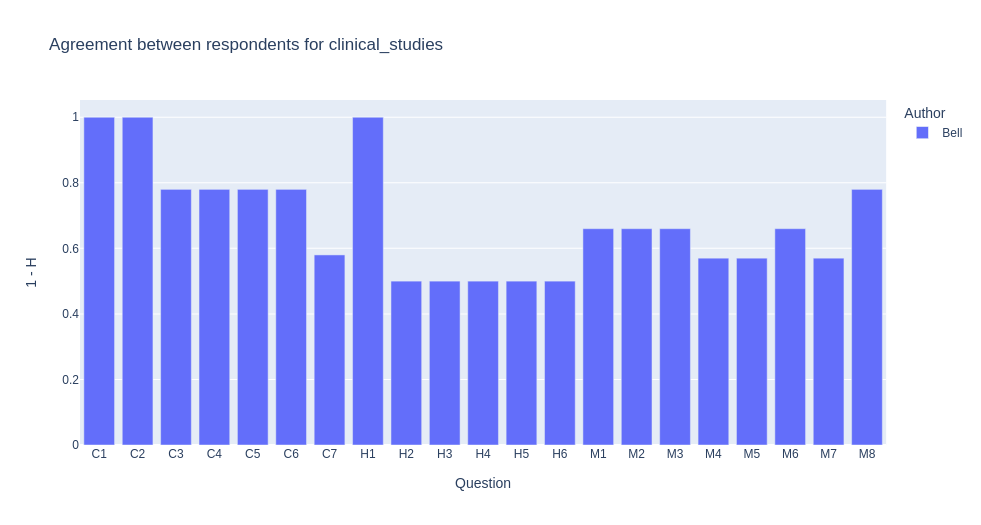 Agreement between respondents for clinical_studies
Author
Bell
1 - H
1
0.8
0.6
0.4
0.2
0
C1 C2 C3 C4 C5 C6 C7 H1 H2 H3 H4 H5 H6 M1 M2 M3 M4 M5 M6 M7 M8
Question